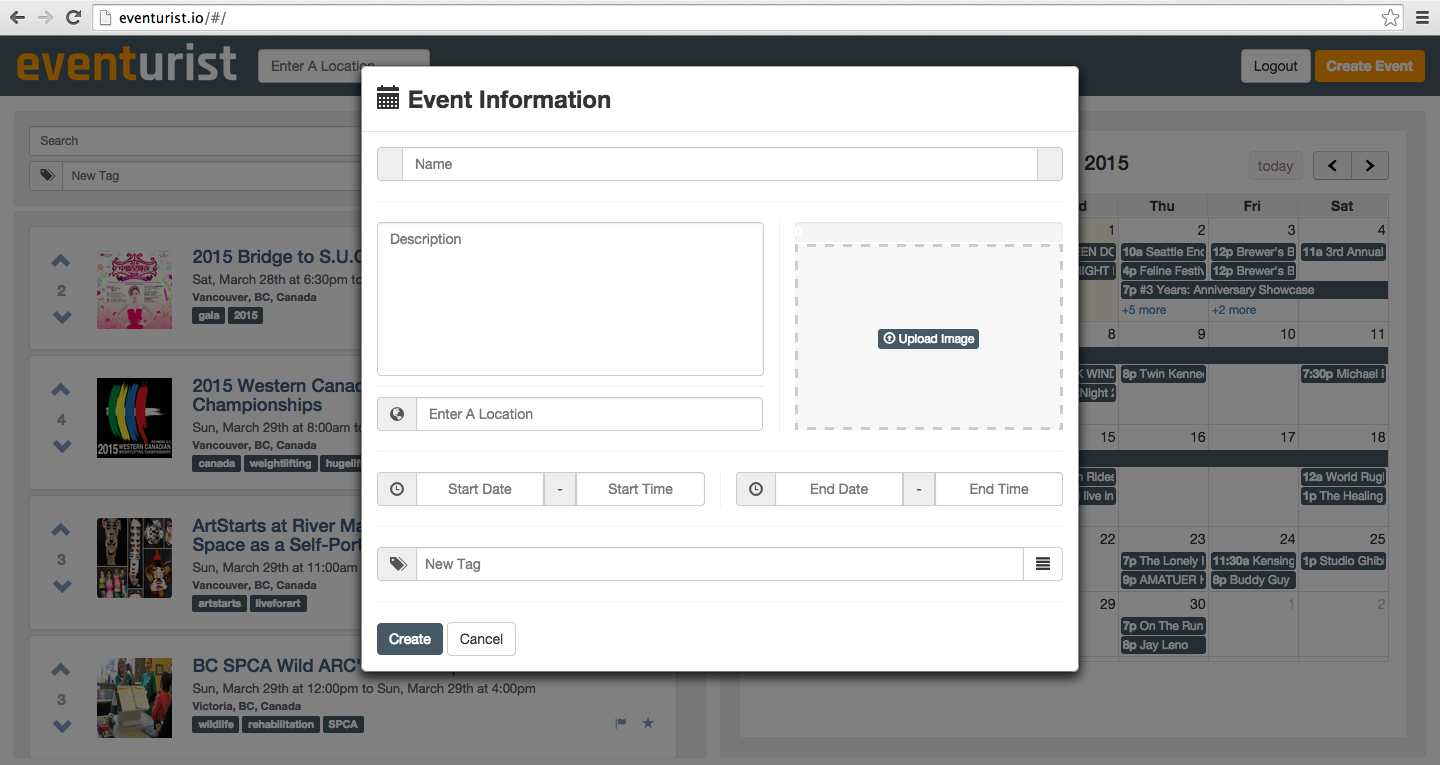 eventurist.io/#/
eventurist
Enter A Location
Logout
Create Event
Event Information
Name
Description
0
Upload Image
Enter A Location
Start Date - Start Time
End Date - End Time
New Tag
Create
Cancel
Search
New Tag
2
2015 Bridge to S.U.C
Sat, March 28th at 6:30pm to
Vancouver, BC, Canada
gala 2015
4
2015 Western Canad
Championships
Sun, March 29th at 8:00am to
Vancouver, BC, Canada
canada weightlifting hugelif
2015 WESTERN CANADIAN
3
ArtStarts at River Ma
Space as a Self-Port
Sun, March 29th at 11:00am
Vancouver, BC, Canada
artstarts liveforart
3
BC SPCA Wild ARC'
Sun, March 29th at 12:00pm to Sun, March 29th at 4:00pm
Victoria, BC, Canada
wildlife rehabilitation SPCA
2015
today
d Thu Fri Sat
1 2 3 4
EEN DO 10a Seattle Enc 12p Brewer's B 11a 3rd Annual
NIGHT 4p Feline Festiv 12p Brewer's B
7p #3 Years: Anniversary Showcase
+5 more +2 more
8 9 10 11
X WIND 8p Twin Kenne 7:30p Michael
Night 2
15 16 17 18
Rides 12a World Rugl
live in 1p The Healing
22 23 24 25
7p The Lonely 11:30a Kensing 1p Studio Ghibl
9p AMATUER H 8p Buddy Guy
29 30 1 2
7p On The Run
8p Jay Leno